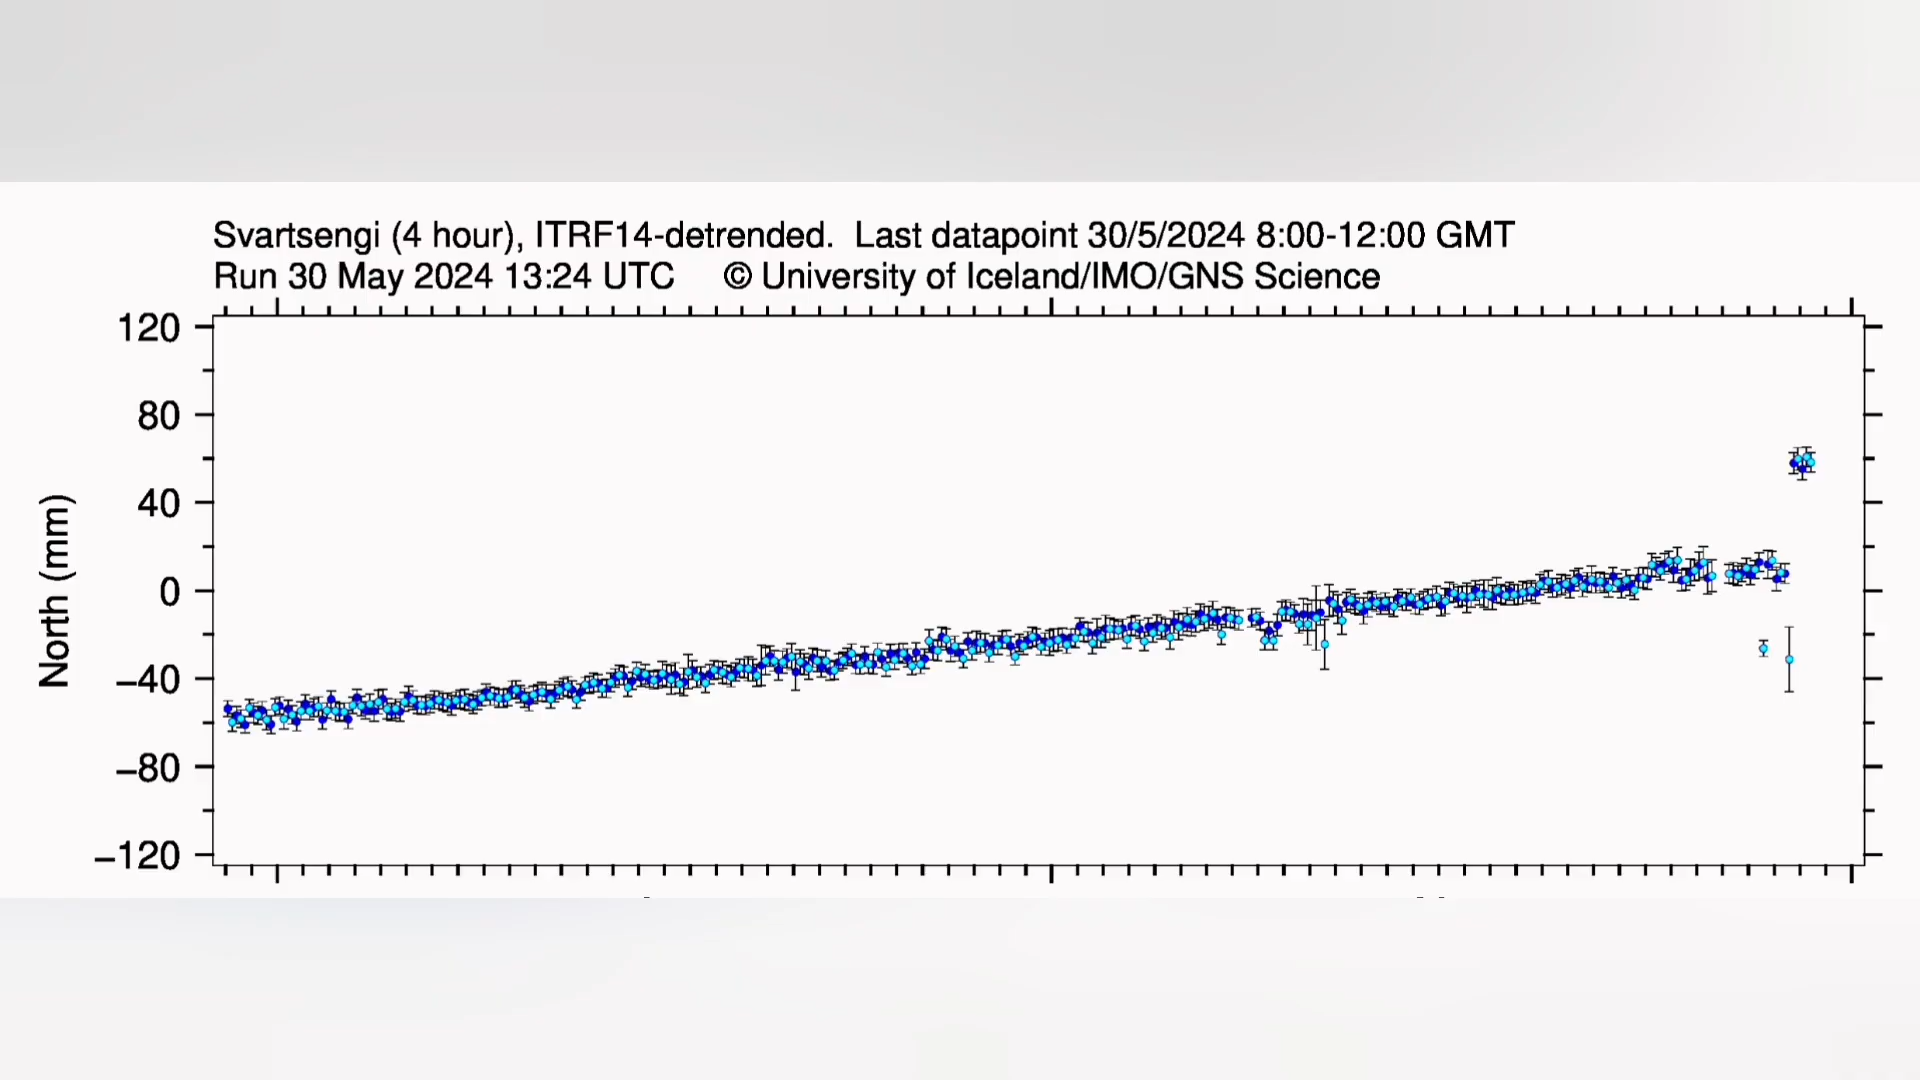 Svartsengi (4 hour), ITRF14-detrended.  Last datapoint 30/5/2024 8:00-12:00 GMT
Run 30 May 2024 13:24 UTC     © University of Iceland/IMO/GNS Science
120
80
40
0
−40
−80
−120
North (mm)